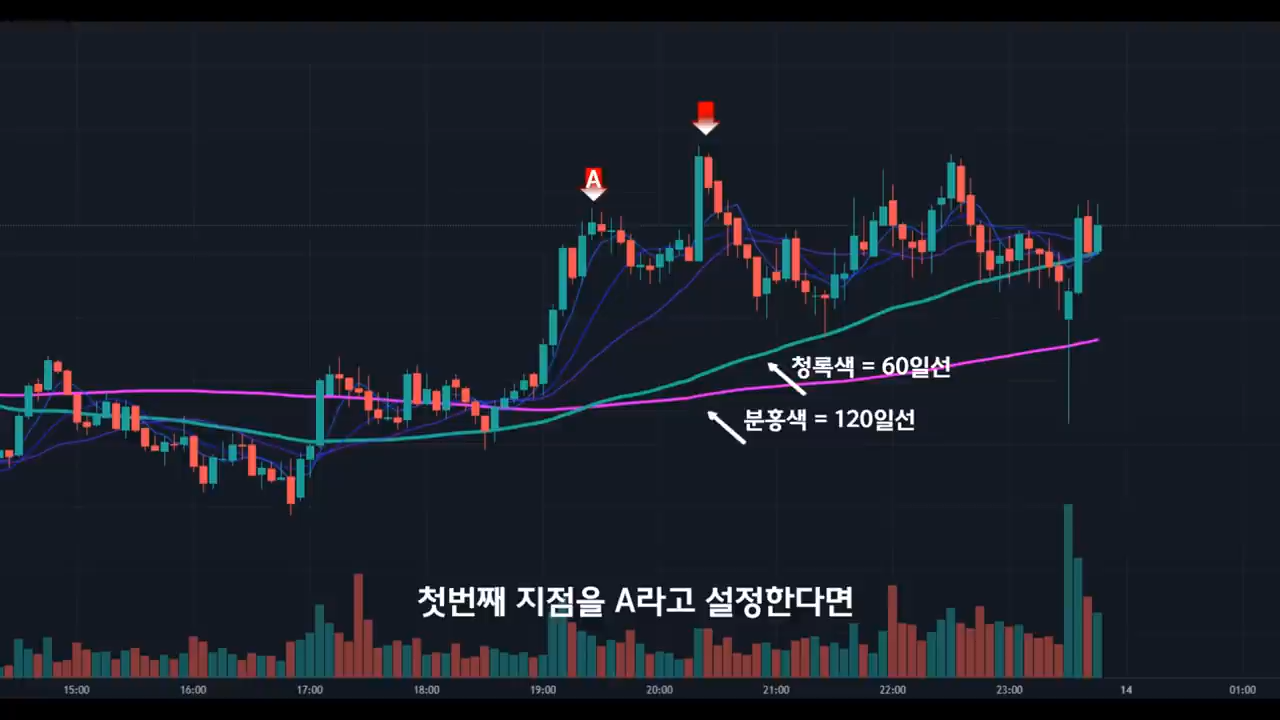 A
청록색 = 60일선
분홍색 = 120일선
첫번째 지점을 A라고 설정한다면
15:00 16:00 17:00 18:00 19:00 20:00 21:00 22:00 23:00 14 01:00